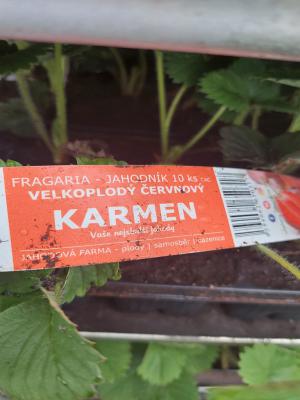 FRAGARIA - JAHODNÍK 10 ks
VELKOPLODÝ ČERVNOVÝ
KARMEN
Vaše nejsladší jahody
JAHODOVÁ FARMA - plody | samosběr | sazenice